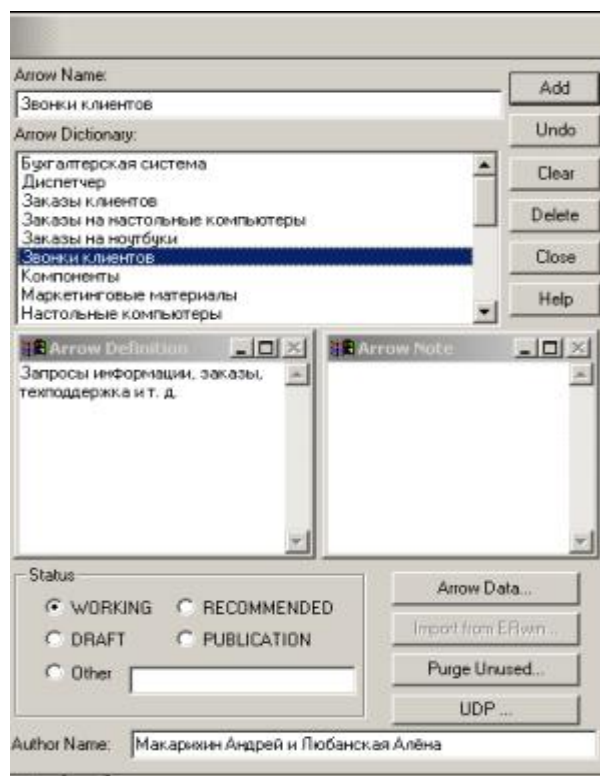 Arrow Name:
Add
Звонки клиентов
Arrow Dictionary:
Undo
Бухгалтерская система
Диспетчер
Clear
Заказы клиентов
Заказы на настольные компьютеры
Delete
Заказы на ноутбуки
Звонки клиентов
Close
Компоненты
Маркетинговые материалы
Help
Настольные компьютеры
Arrow Definition
Arrow Note
Запросы информации, заказы,
техподдержка и т. д.
Status
WORKING
RECOMMENDED
DRAFT
PUBLICATION
Other
Arrow Data...
Import from ERwin...
Purge Unused...
UDP ...
Author Name:
Макарихин Андрей и Любанская Алёна